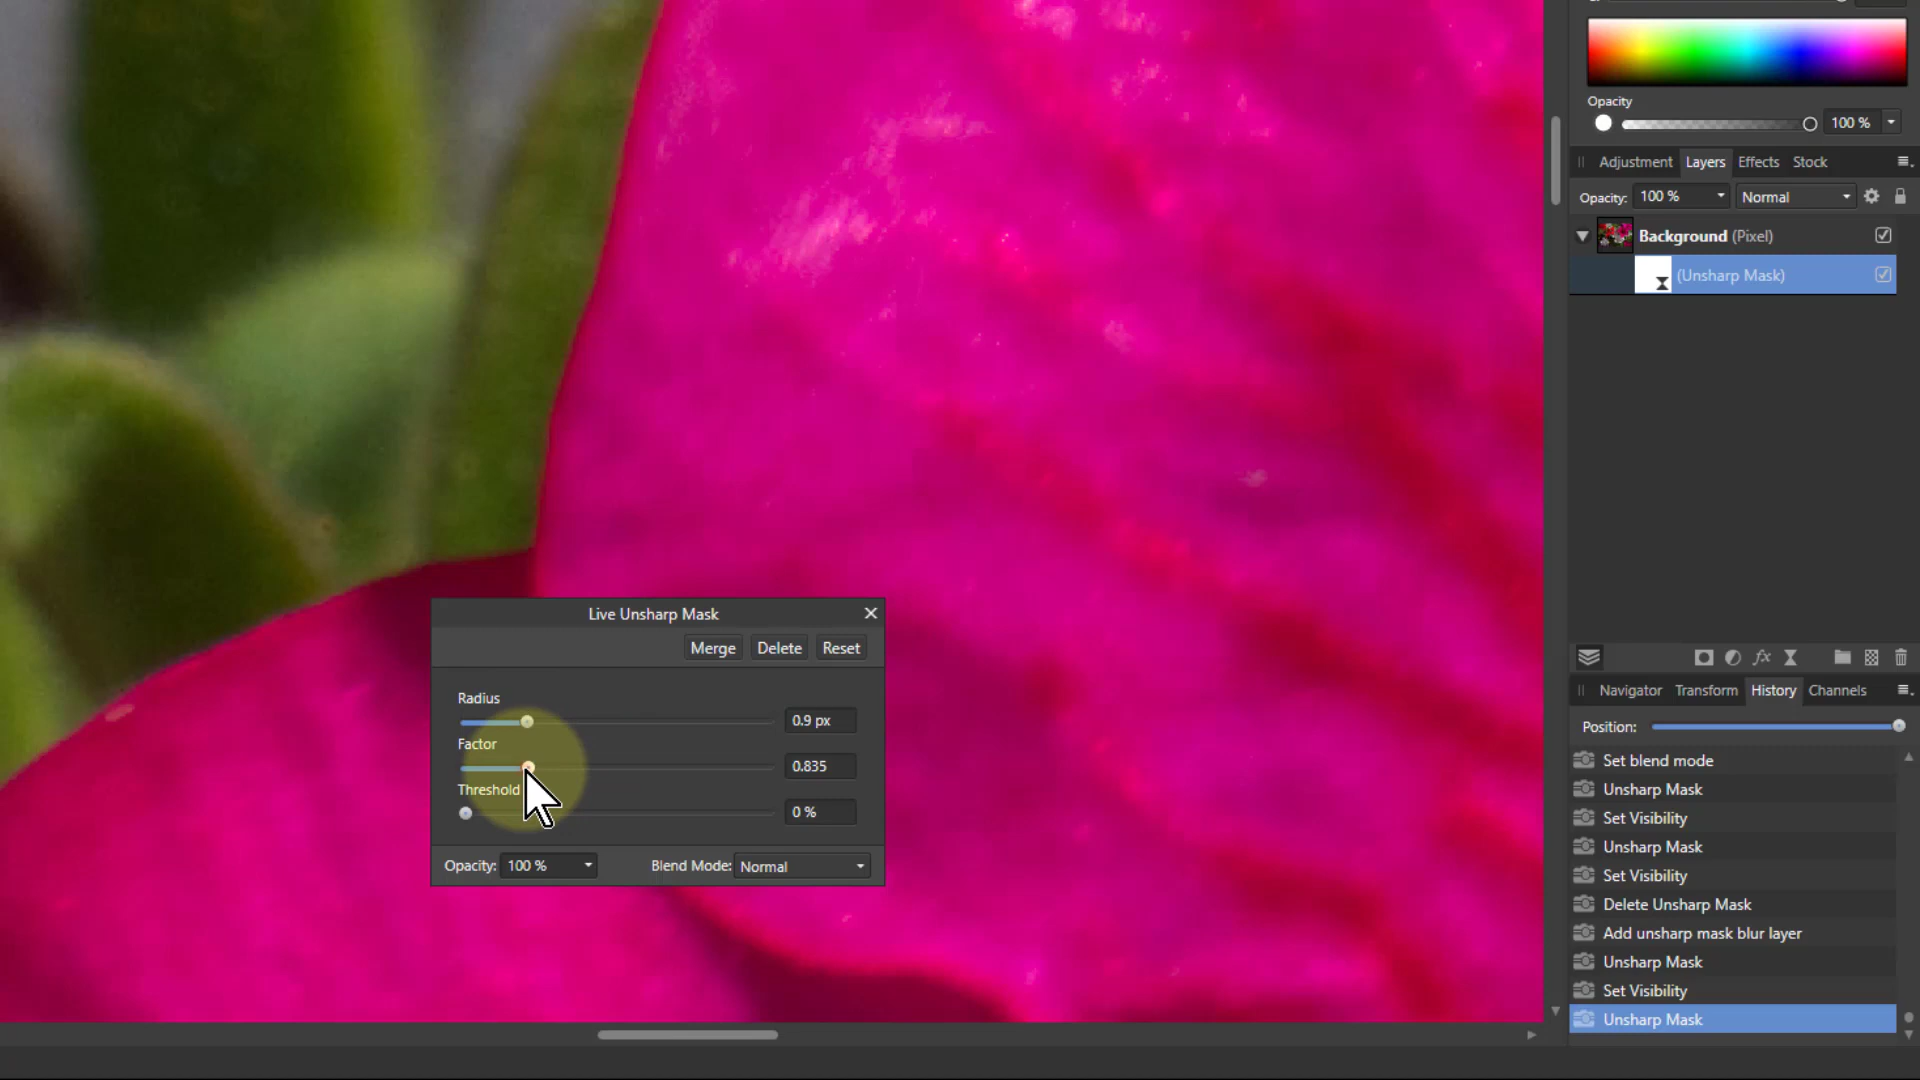 Opacity
100 %
Adjustment Layers Effects Stock
Opacity: 100 % Normal
Background (Pixel)
(Unsharp Mask)
Live Unsharp Mask
Merge Delete Reset
Radius
0.9 px
Factor
0.835
Threshold
0 %
Opacity: 100 % Blend Mode: Normal
Navigator Transform History Channels
Position:
Set blend mode
Unsharp Mask
Set Visibility
Unsharp Mask
Set Visibility
Delete Unsharp Mask
Add unsharp mask blur layer
Unsharp Mask
Set Visibility
Unsharp Mask